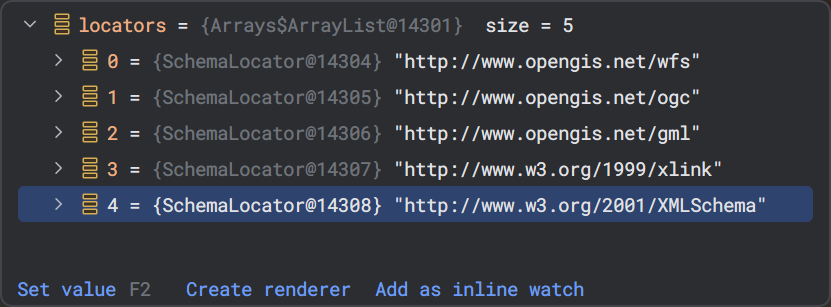 locators = {Arrays$ArrayList@14301} size = 5
0 = {SchemaLocator@14304} "http://www.opengis.net/wfs"
1 = {SchemaLocator@14305} "http://www.opengis.net/ogc"
2 = {SchemaLocator@14306} "http://www.opengis.net/gml"
3 = {SchemaLocator@14307} "http://www.w3.org/1999/xlink"
4 = {SchemaLocator@14308} "http://www.w3.org/2001/XMLSchema"
Set value F2 Create renderer Add as inline watch